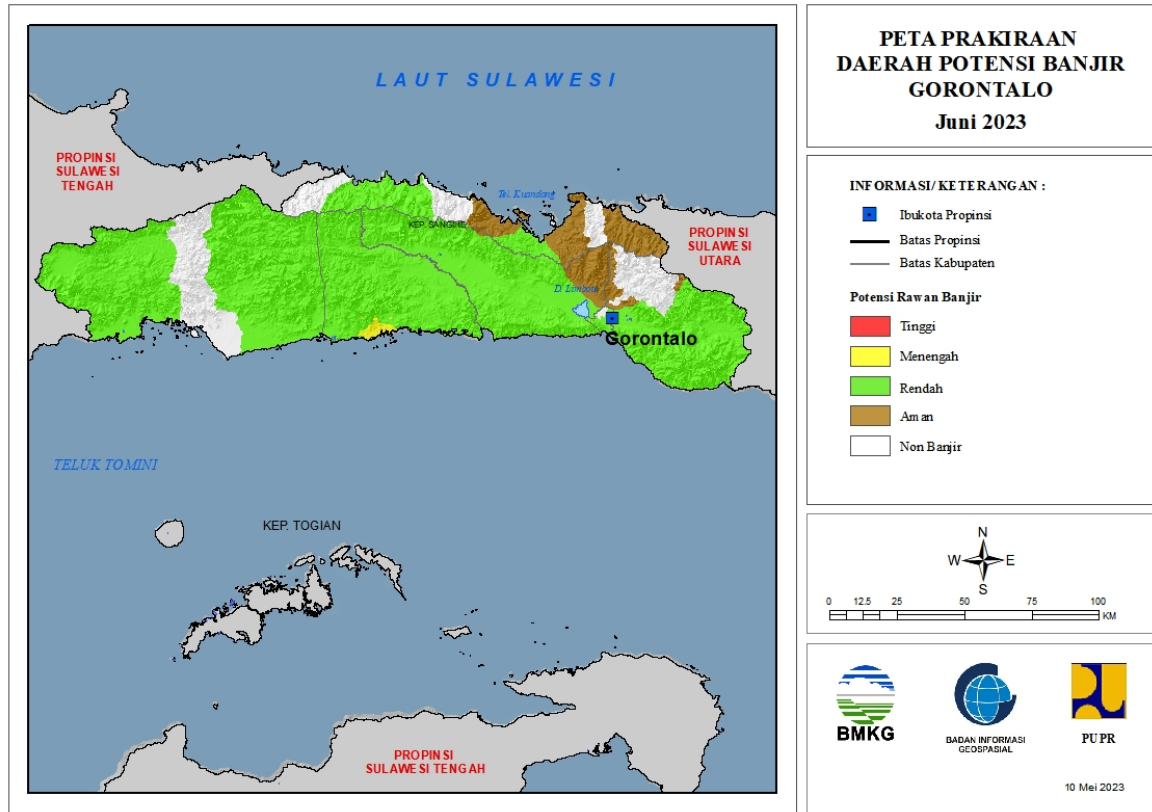 LAUT SULAWESI
PROPINSI
SULAWESI
TENGAH
Tel. Kuandang
KEP. SANGIHE
PROPINSI
SULAWESI
UTARA
D. Limboto
Gorontalo
TELUK TOMINI
KEP. TOGIAN
PROPINSI
SULAWESI TENGAH
PETA PRAKIRAAN
DAERAH POTENSI BANJIR
GORONTALO
Juni 2023
INFORMASI/ KETERANGAN :
Ibukota Propinsi
Batas Propinsi
Batas Kabupaten
Potensi Rawan Banjir
Tinggi
Menengah
Rendah
Aman
Non Banjir
N
W E
S
0 12.5 25 50 75 100
KM
BMKG
BADAN INFORMASI
GEOSPASIAL
PUPR
10 Mei 2023